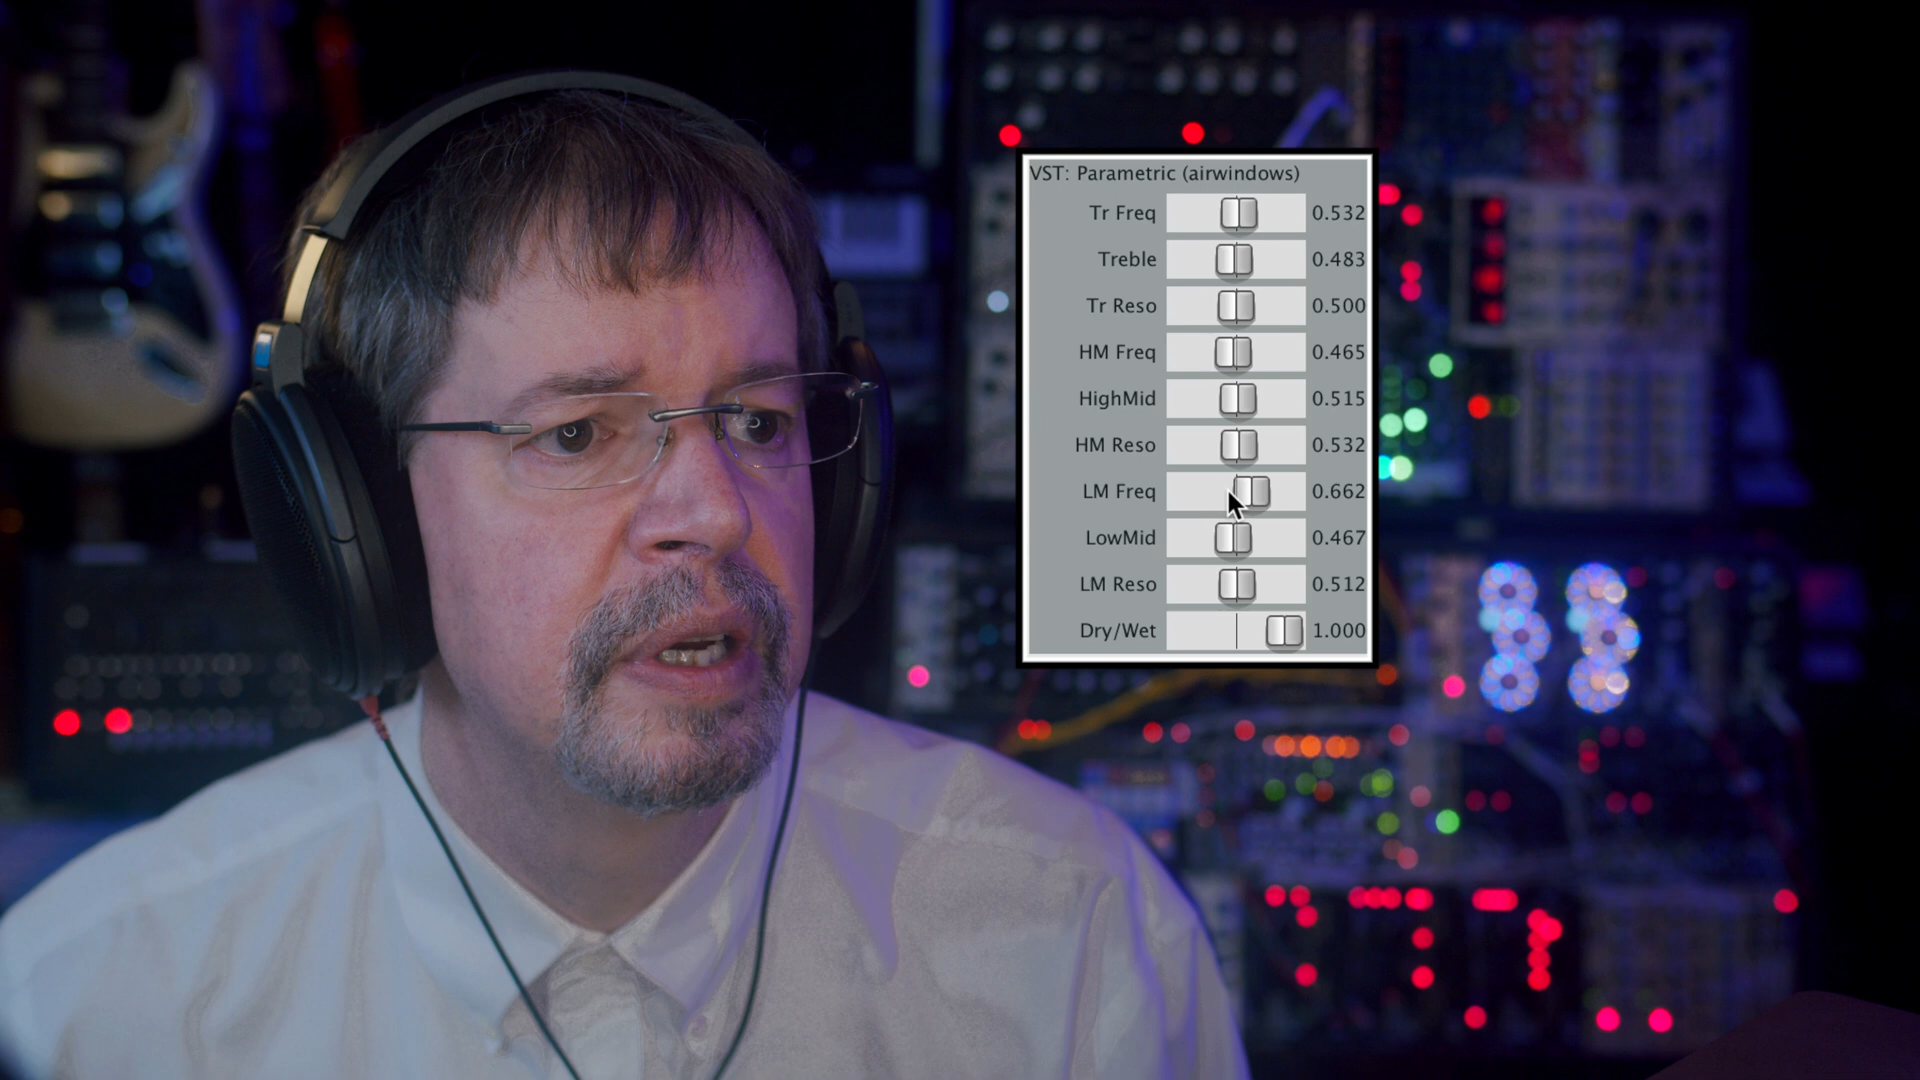 VST: Parametric (airwindows)
Tr Freq 0.532
Treble 0.483
Tr Reso 0.500
HM Freq 0.465
HighMid 0.515
HM Reso 0.532
LM Freq 0.662
LowMid 0.467
LM Reso 0.512
Dry/Wet 1.000